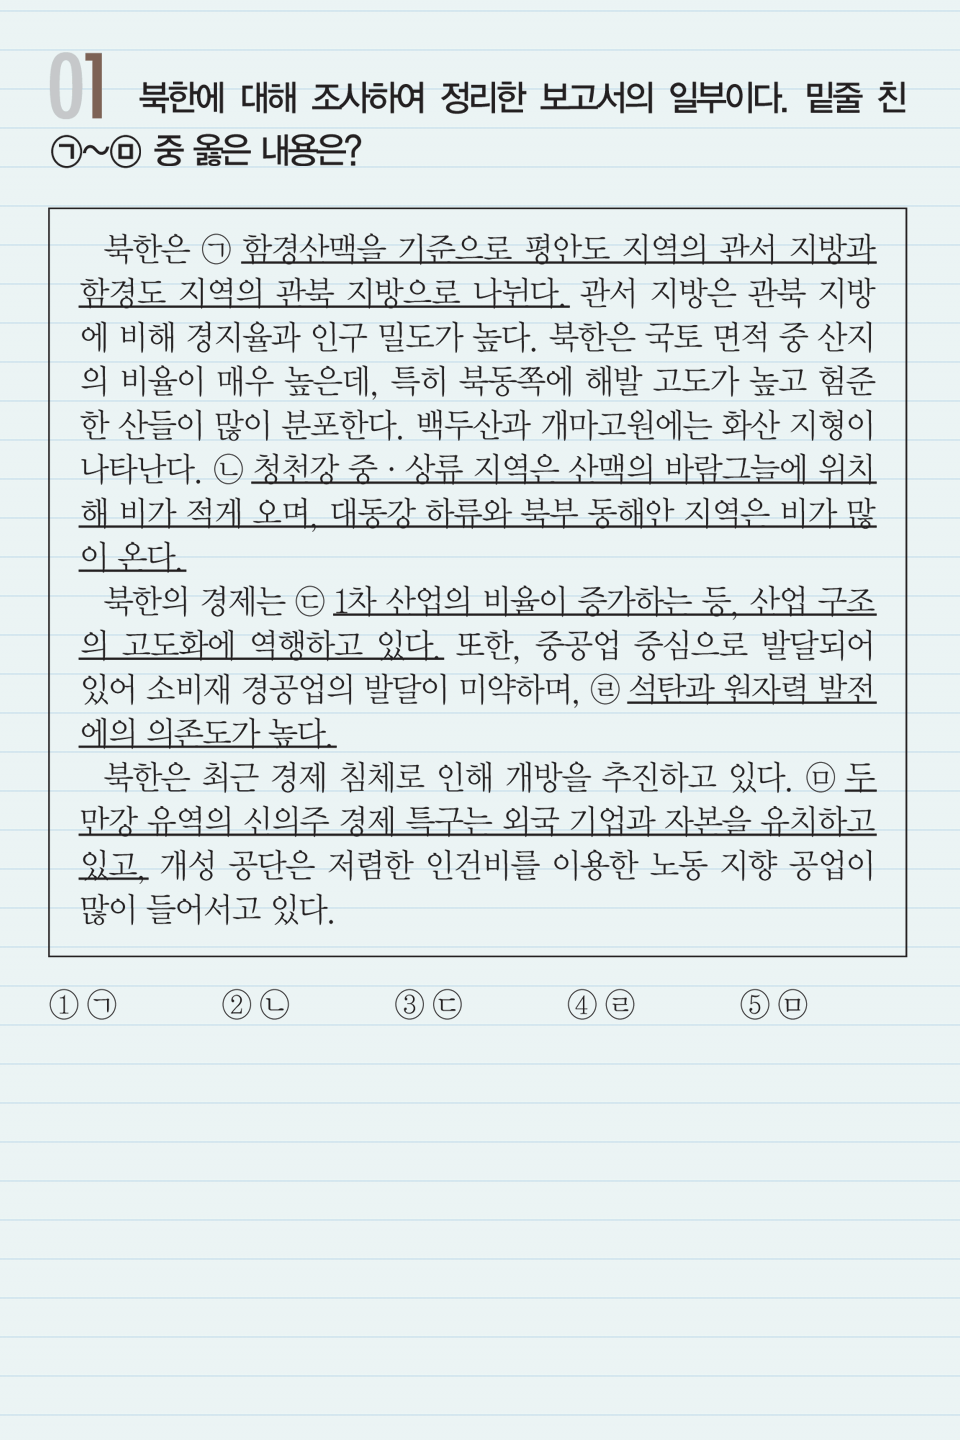 01 북한에 대해 조사하여 정리한 보고서의 일부이다. 밑줄 친
㉠～㉤ 중 옳은 내용은?
북한은 ㉠ 함경산맥을 기준으로 평안도 지역의 관서 지방과
함경도 지역의 관북 지방으로 나뉜다. 관서 지방은 관북 지방
에 비해 경지율과 인구 밀도가 높다. 북한은 국토 면적 중 산지
의 비율이 매우 높은데, 특히 북동쪽에 해발 고도가 높고 험준
한 산들이 많이 분포한다. 백두산과 개마고원에는 화산 지형이
나타난다. ㉡ 청천강 중·상류 지역은 산맥의 바람그늘에 위치
해 비가 적게 오며, 대동강 하류와 북부 동해안 지역은 비가 많
이 온다.
북한의 경제는 ㉢ 1차 산업의 비율이 증가하는 등, 산업 구조
의 고도화에 역행하고 있다. 또한, 중공업 중심으로 발달되어
있어 소비재 경공업의 발달이 미약하며, ㉣ 석탄과 원자력 발전
에의 의존도가 높다.
북한은 최근 경제 침체로 인해 개방을 추진하고 있다. ㉤ 두
만강 유역의 신의주 경제 특구는 외국 기업과 자본을 유치하고
있고, 개성 공단은 저렴한 인건비를 이용한 노동 지향 공업이
많이 들어서고 있다.
① ㉠ ② ㉡ ③ ㉢ ④ ㉣ ⑤ ㉤